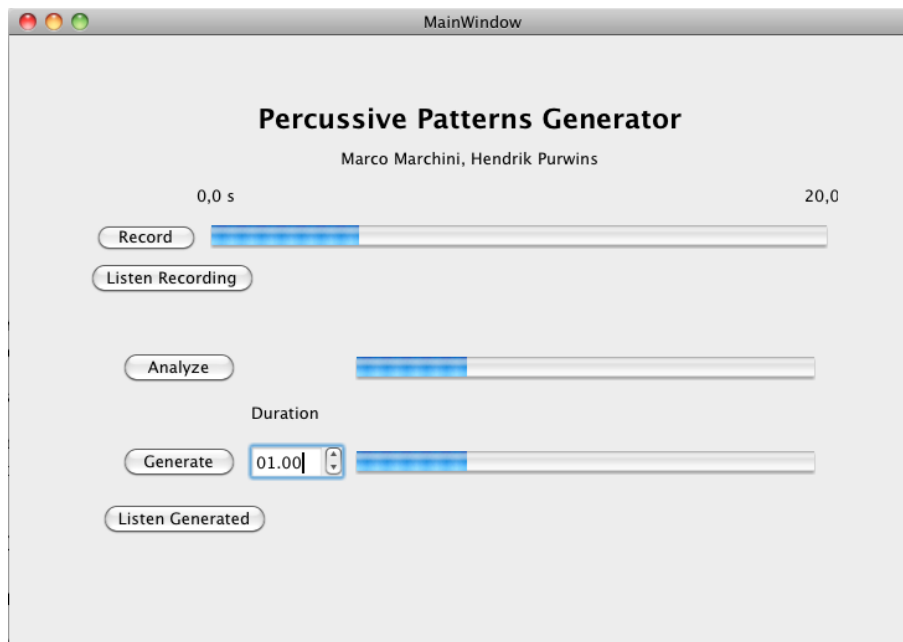 MainWindow
Percussive Patterns Generator
Marco Marchini, Hendrik Purwins
0,0 s 20,0
Record
Listen Recording
Analyze
Duration
Generate 01.00
Listen Generated